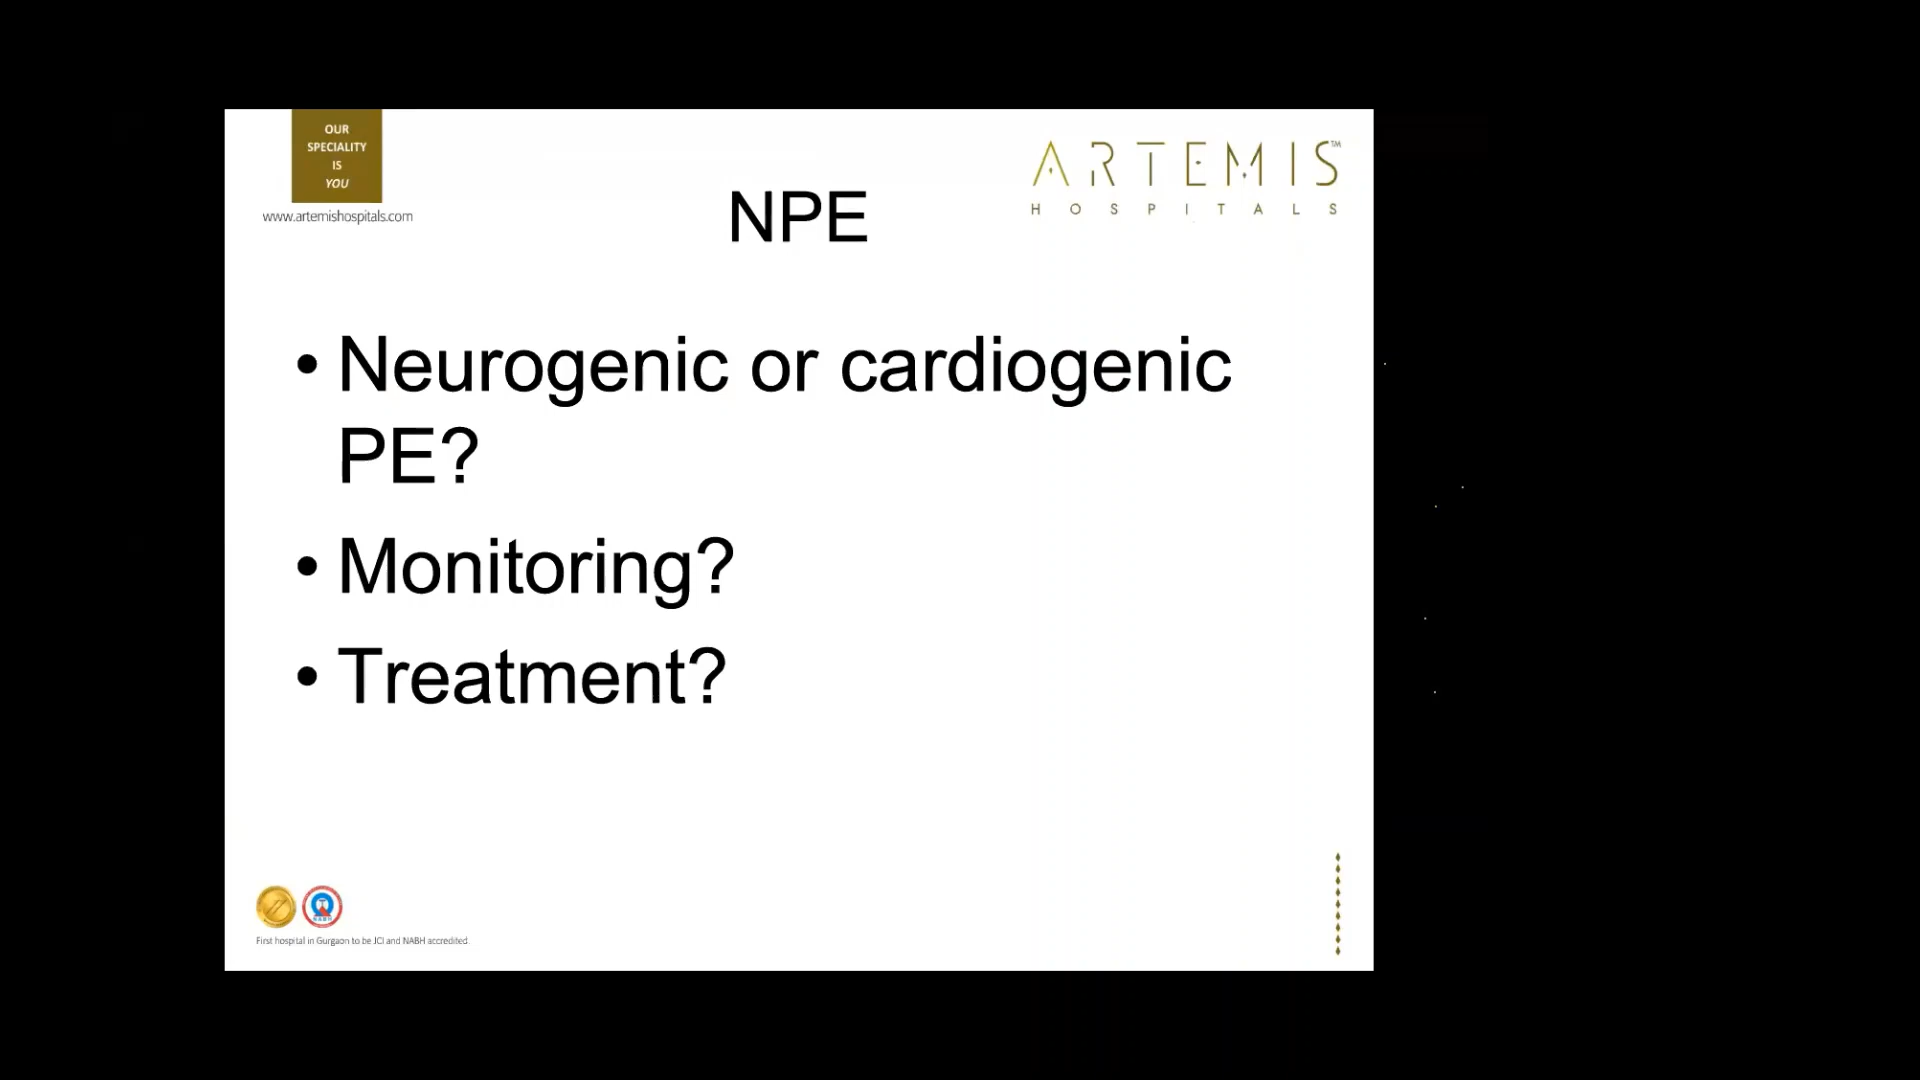 OUR
SPECIALITY
IS
YOU
www.artemishospitals.com
ARTEMIS™
HOSPITALS
NPE
• Neurogenic or cardiogenic
PE?
• Monitoring?
• Treatment?
First hospital in Gurgaon to be JCI and NABH accredited.